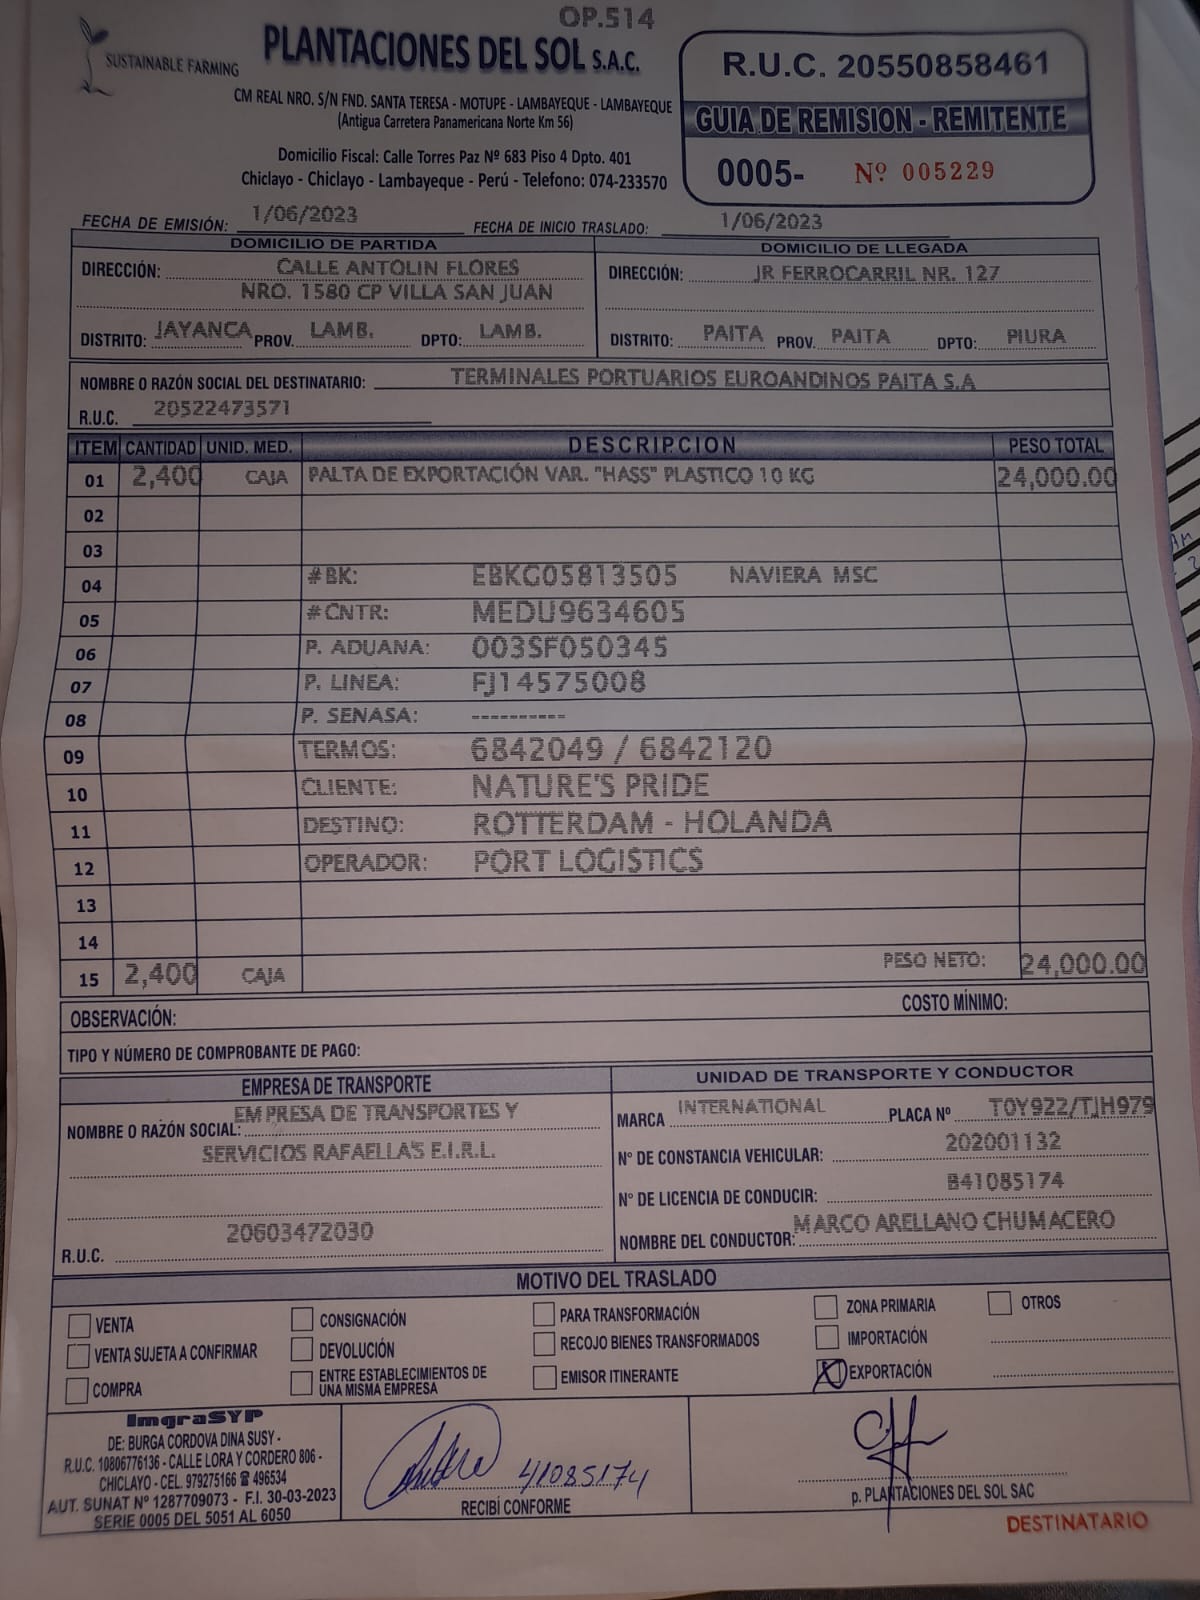 OP.514
SUSTAINABLE FARMING
PLANTACIONES DEL SOL S.A.C.
CM REAL NRO. S/N FND. SANTA TERESA - MOTUPE - LAMBAYEQUE - LAMBAYEQUE
(Antigua Carretera Panamericana Norte Km 56)
Domicilio Fiscal: Calle Torres Paz Nº 683 Piso 4 Dpto. 401
Chiclayo - Chiclayo - Lambayeque - Perú - Telefono: 074-233570
R.U.C. 20550858461
GUIA DE REMISION - REMITENTE
0005- Nº 005229
FECHA DE EMISIÓN: 1/06/2023 FECHA DE INICIO TRASLADO: 1/06/2023
DOMICILIO DE PARTIDA
DIRECCIÓN: CALLE ANTOLIN FLORES
NRO. 1580 CP VILLA SAN JUAN
DISTRITO: JAYANCA PROV. LAMB. DPTO: LAMB.
DOMICILIO DE LLEGADA
DIRECCIÓN: JR FERROCARRIL NR. 127
DISTRITO: PAITA PROV. PAITA DPTO: PIURA
NOMBRE O RAZÓN SOCIAL DEL DESTINATARIO: TERMINALES PORTUARIOS EUROANDINOS PAITA S.A
R.U.C. 20522473571
ITEM CANTIDAD UNID. MED. DESCRIPCION PESO TOTAL
01 2,400 CAJA PALTA DE EXPORTACIÓN VAR. "HASS" PLASTICO 10 KG 24,000.00
02
03
04 #BK: EBKG05813505 NAVIERA MSC
05 #CNTR: MEDU9634605
06 P. ADUANA: 003SF050345
07 P. LINEA: FJ14575008
08 P. SENASA: ----------
09 TERMOS: 6842049 / 6842120
10 CLIENTE: NATURE'S PRIDE
11 DESTINO: ROTTERDAM - HOLANDA
12 OPERADOR: PORT LOGISTICS
13
14
15 2,400 CAJA PESO NETO: 24,000.00
OBSERVACIÓN: COSTO MÍNIMO:
TIPO Y NÚMERO DE COMPROBANTE DE PAGO:
EMPRESA DE TRANSPORTE
NOMBRE O RAZÓN SOCIAL: EMPRESA DE TRANSPORTES Y
SERVICIOS RAFAELLA'S E.I.R.L.
R.U.C. 20603472030
UNIDAD DE TRANSPORTE Y CONDUCTOR
MARCA INTERNATIONAL PLACA Nº T0Y922/TJH979
Nº DE CONSTANCIA VEHICULAR: 202001132
Nº DE LICENCIA DE CONDUCIR: B41085174
NOMBRE DEL CONDUCTOR: MARCO ARELLANO CHUMACERO
MOTIVO DEL TRASLADO
VENTA CONSIGNACIÓN PARA TRANSFORMACIÓN ZONA PRIMARIA OTROS
VENTA SUJETA A CONFIRMAR DEVOLUCIÓN RECOJO BIENES TRANSFORMADOS IMPORTACIÓN
COMPRA ENTRE ESTABLECIMIENTOS DE
UNA MISMA EMPRESA EMISOR ITINERANTE X EXPORTACIÓN
ImgraSYP
DE: BURGA CORDOVA DINA SUSY -
R.U.C. 10806776136 - CALLE LORA Y CORDERO 806 -
CHICLAYO - CEL. 979275166 ☎ 496534
AUT. SUNAT Nº 1287709073 - F.I. 30-03-2023
SERIE 0005 DEL 5051 AL 6050
41085174
RECIBÍ CONFORME
p. PLANTACIONES DEL SOL SAC
DESTINATARIO